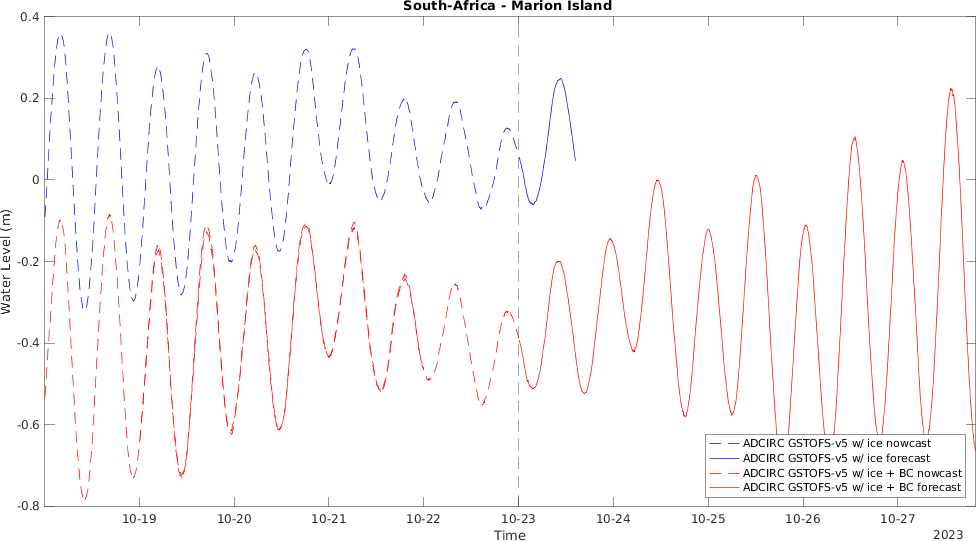 South-Africa - Marion Island
0.4
0.2
0
-0.2
-0.4
-0.6
-0.8
Water Level (m)
ADCIRC GSTOFS-v5 w/ ice nowcast
ADCIRC GSTOFS-v5 w/ ice forecast
ADCIRC GSTOFS-v5 w/ ice + BC nowcast
ADCIRC GSTOFS-v5 w/ ice + BC forecast
10-19 10-20 10-21 10-22 10-23 10-24 10-25 10-26 10-27
Time
2023